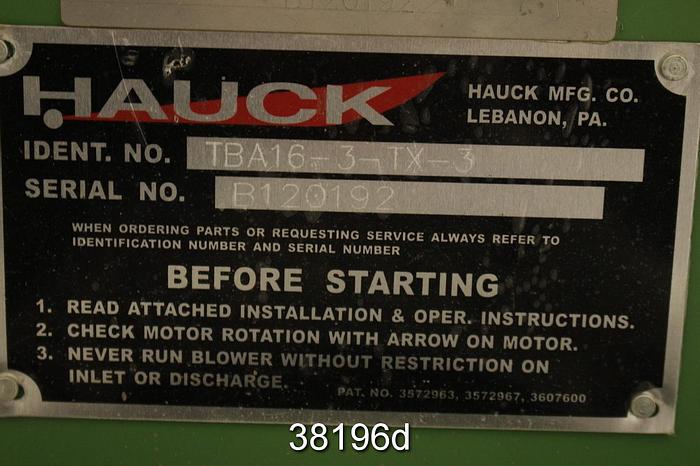 B120192
HAUCK
HAUCK MFG. CO.
LEBANON, PA.
IDENT. NO. TBA16-3-TX-3
SERIAL NO. B120192
WHEN ORDERING PARTS OR REQUESTING SERVICE ALWAYS REFER TO
IDENTIFICATION NUMBER AND SERIAL NUMBER
BEFORE STARTING
1. READ ATTACHED INSTALLATION & OPER. INSTRUCTIONS.
2. CHECK MOTOR ROTATION WITH ARROW ON MOTOR.
3. NEVER RUN BLOWER WITHOUT RESTRICTION ON
INLET OR DISCHARGE.
PAT. NO. 3572963, 3572967, 3607600
38196d